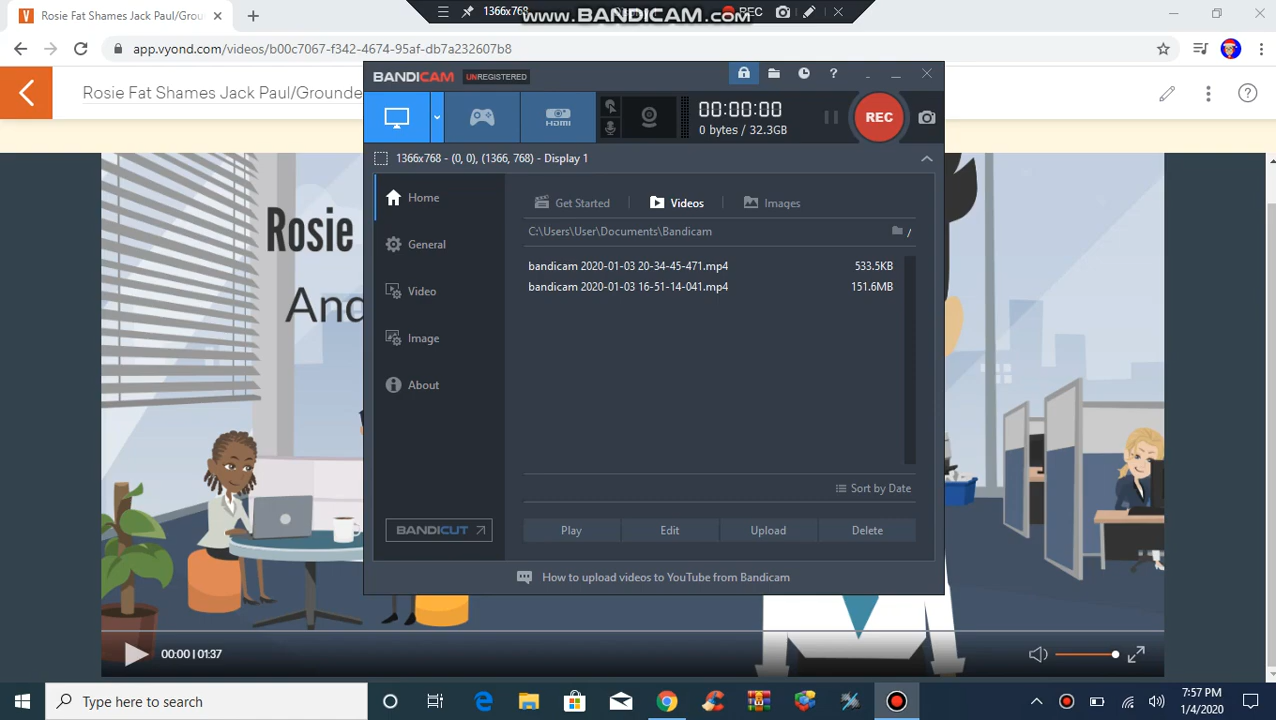 Rosie Fat Shames Jack Paul/Grou
1366x768
www.BANDICAM.com
REC
app.vyond.com/videos/b00c7067-f342-4674-95af-db7a232607b8
BANDICAM UNREGISTERED
Rosie Fat Shames Jack Paul/Grounde
HDMI
00:00:00
0 bytes / 32.3GB
REC
1366x768 - (0, 0), (1366, 768) - Display 1
Home
General
Video
Image
About
BANDICUT
Get Started
Videos
Images
C:\Users\User\Documents\Bandicam
/
bandicam 2020-01-03 20-34-45-471.mp4 533.5KB
bandicam 2020-01-03 16-51-14-041.mp4 151.6MB
Sort by Date
Play Edit Upload Delete
How to upload videos to YouTube from Bandicam
Rosie
And
00:00 | 01:37
Type here to search
7:57 PM
1/4/2020